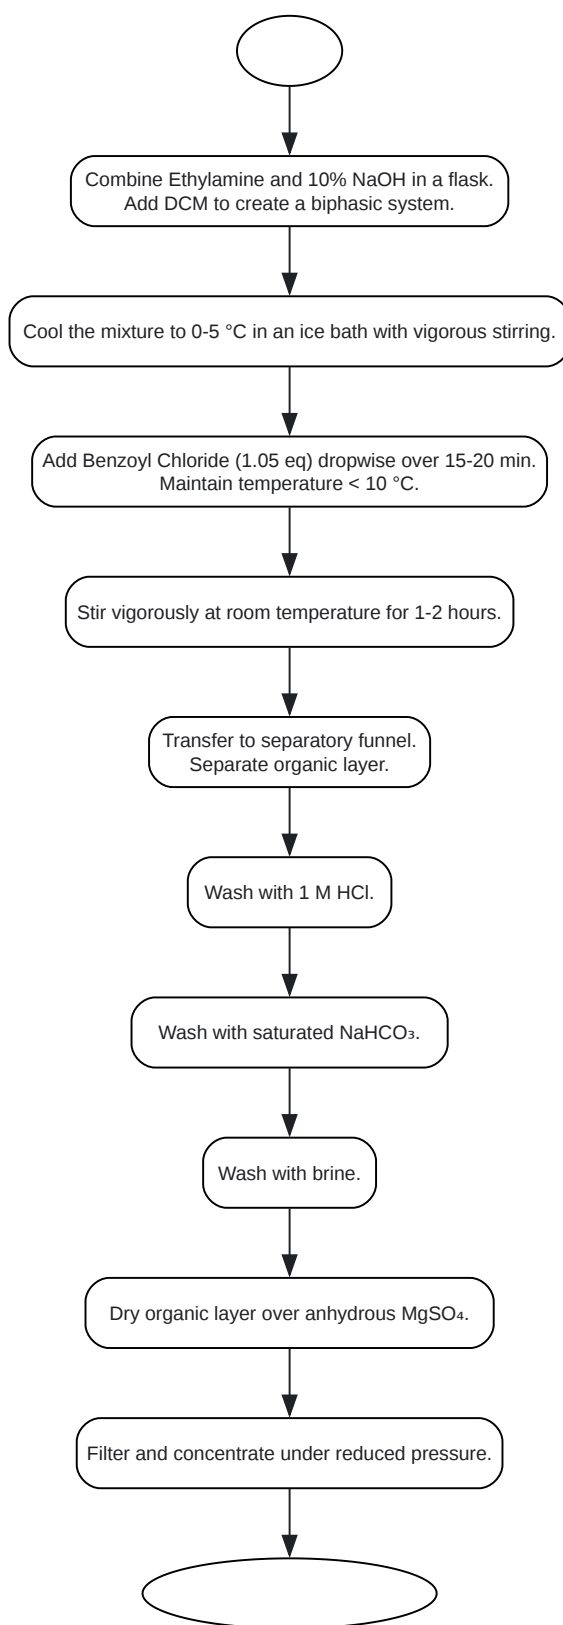 Combine Ethylamine and 10% NaOH in a flask.
Add DCM to create a biphasic system.
Cool the mixture to 0-5 °C in an ice bath with vigorous stirring.
Add Benzoyl Chloride (1.05 eq) dropwise over 15-20 min.
Maintain temperature < 10 °C.
Stir vigorously at room temperature for 1-2 hours.
Transfer to separatory funnel.
Separate organic layer.
Wash with 1 M HCl.
Wash with saturated NaHCO₃.
Wash with brine.
Dry organic layer over anhydrous MgSO₄.
Filter and concentrate under reduced pressure.